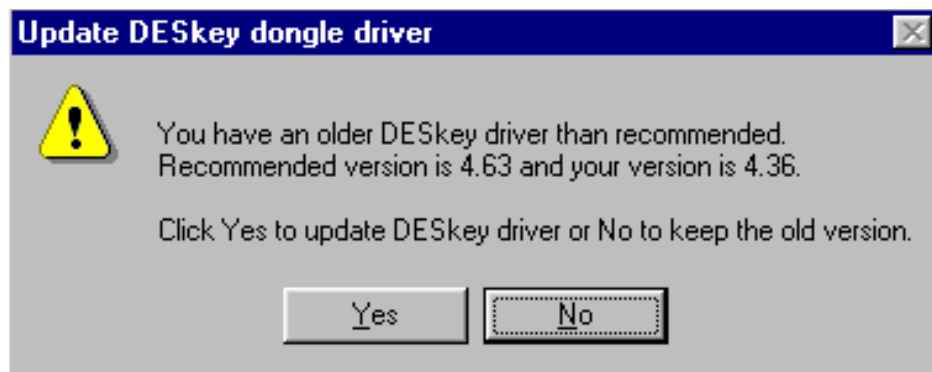 Update DESkey dongle driver
You have an older DESkey driver than recommended.
Recommended version is 4.63 and your version is 4.36.
Click Yes to update DESkey driver or No to keep the old version.
Yes
No